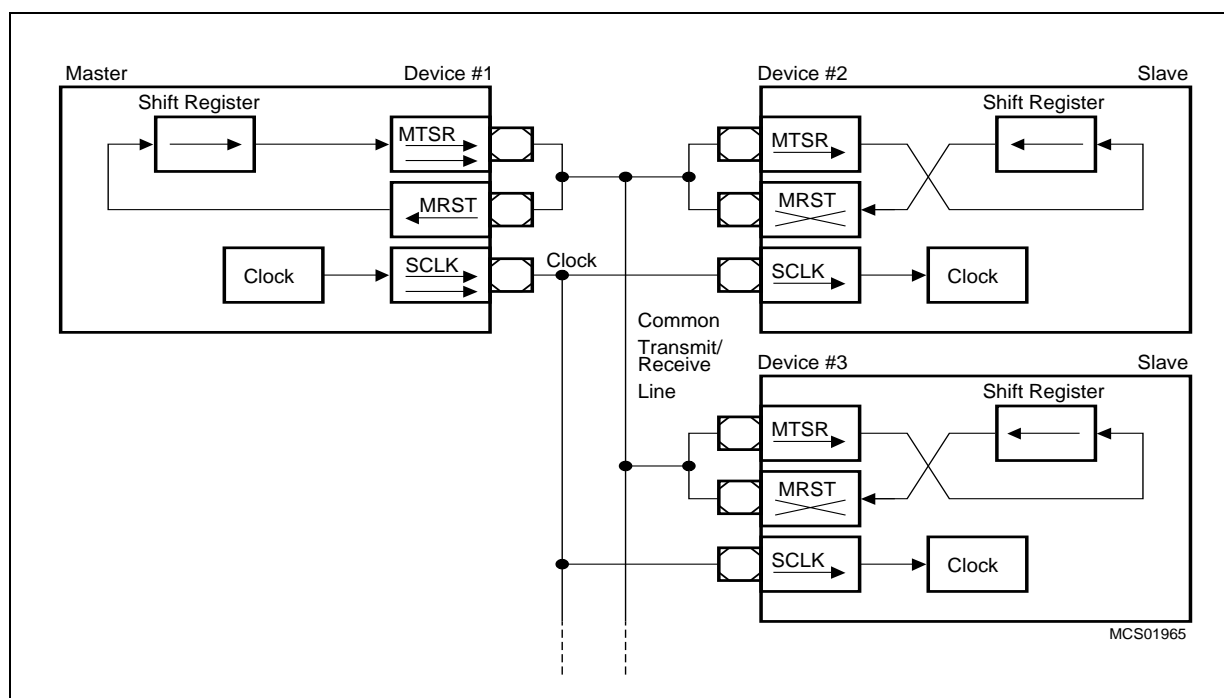 Master Device #1
Shift Register
MTSR
MRST
Clock
SCLK
Clock
Common
Transmit/
Receive
Line
Device #2 Slave
Shift Register
MTSR
MRST
SCLK
Clock
Device #3 Slave
Shift Register
MTSR
MRST
SCLK
Clock
MCS01965